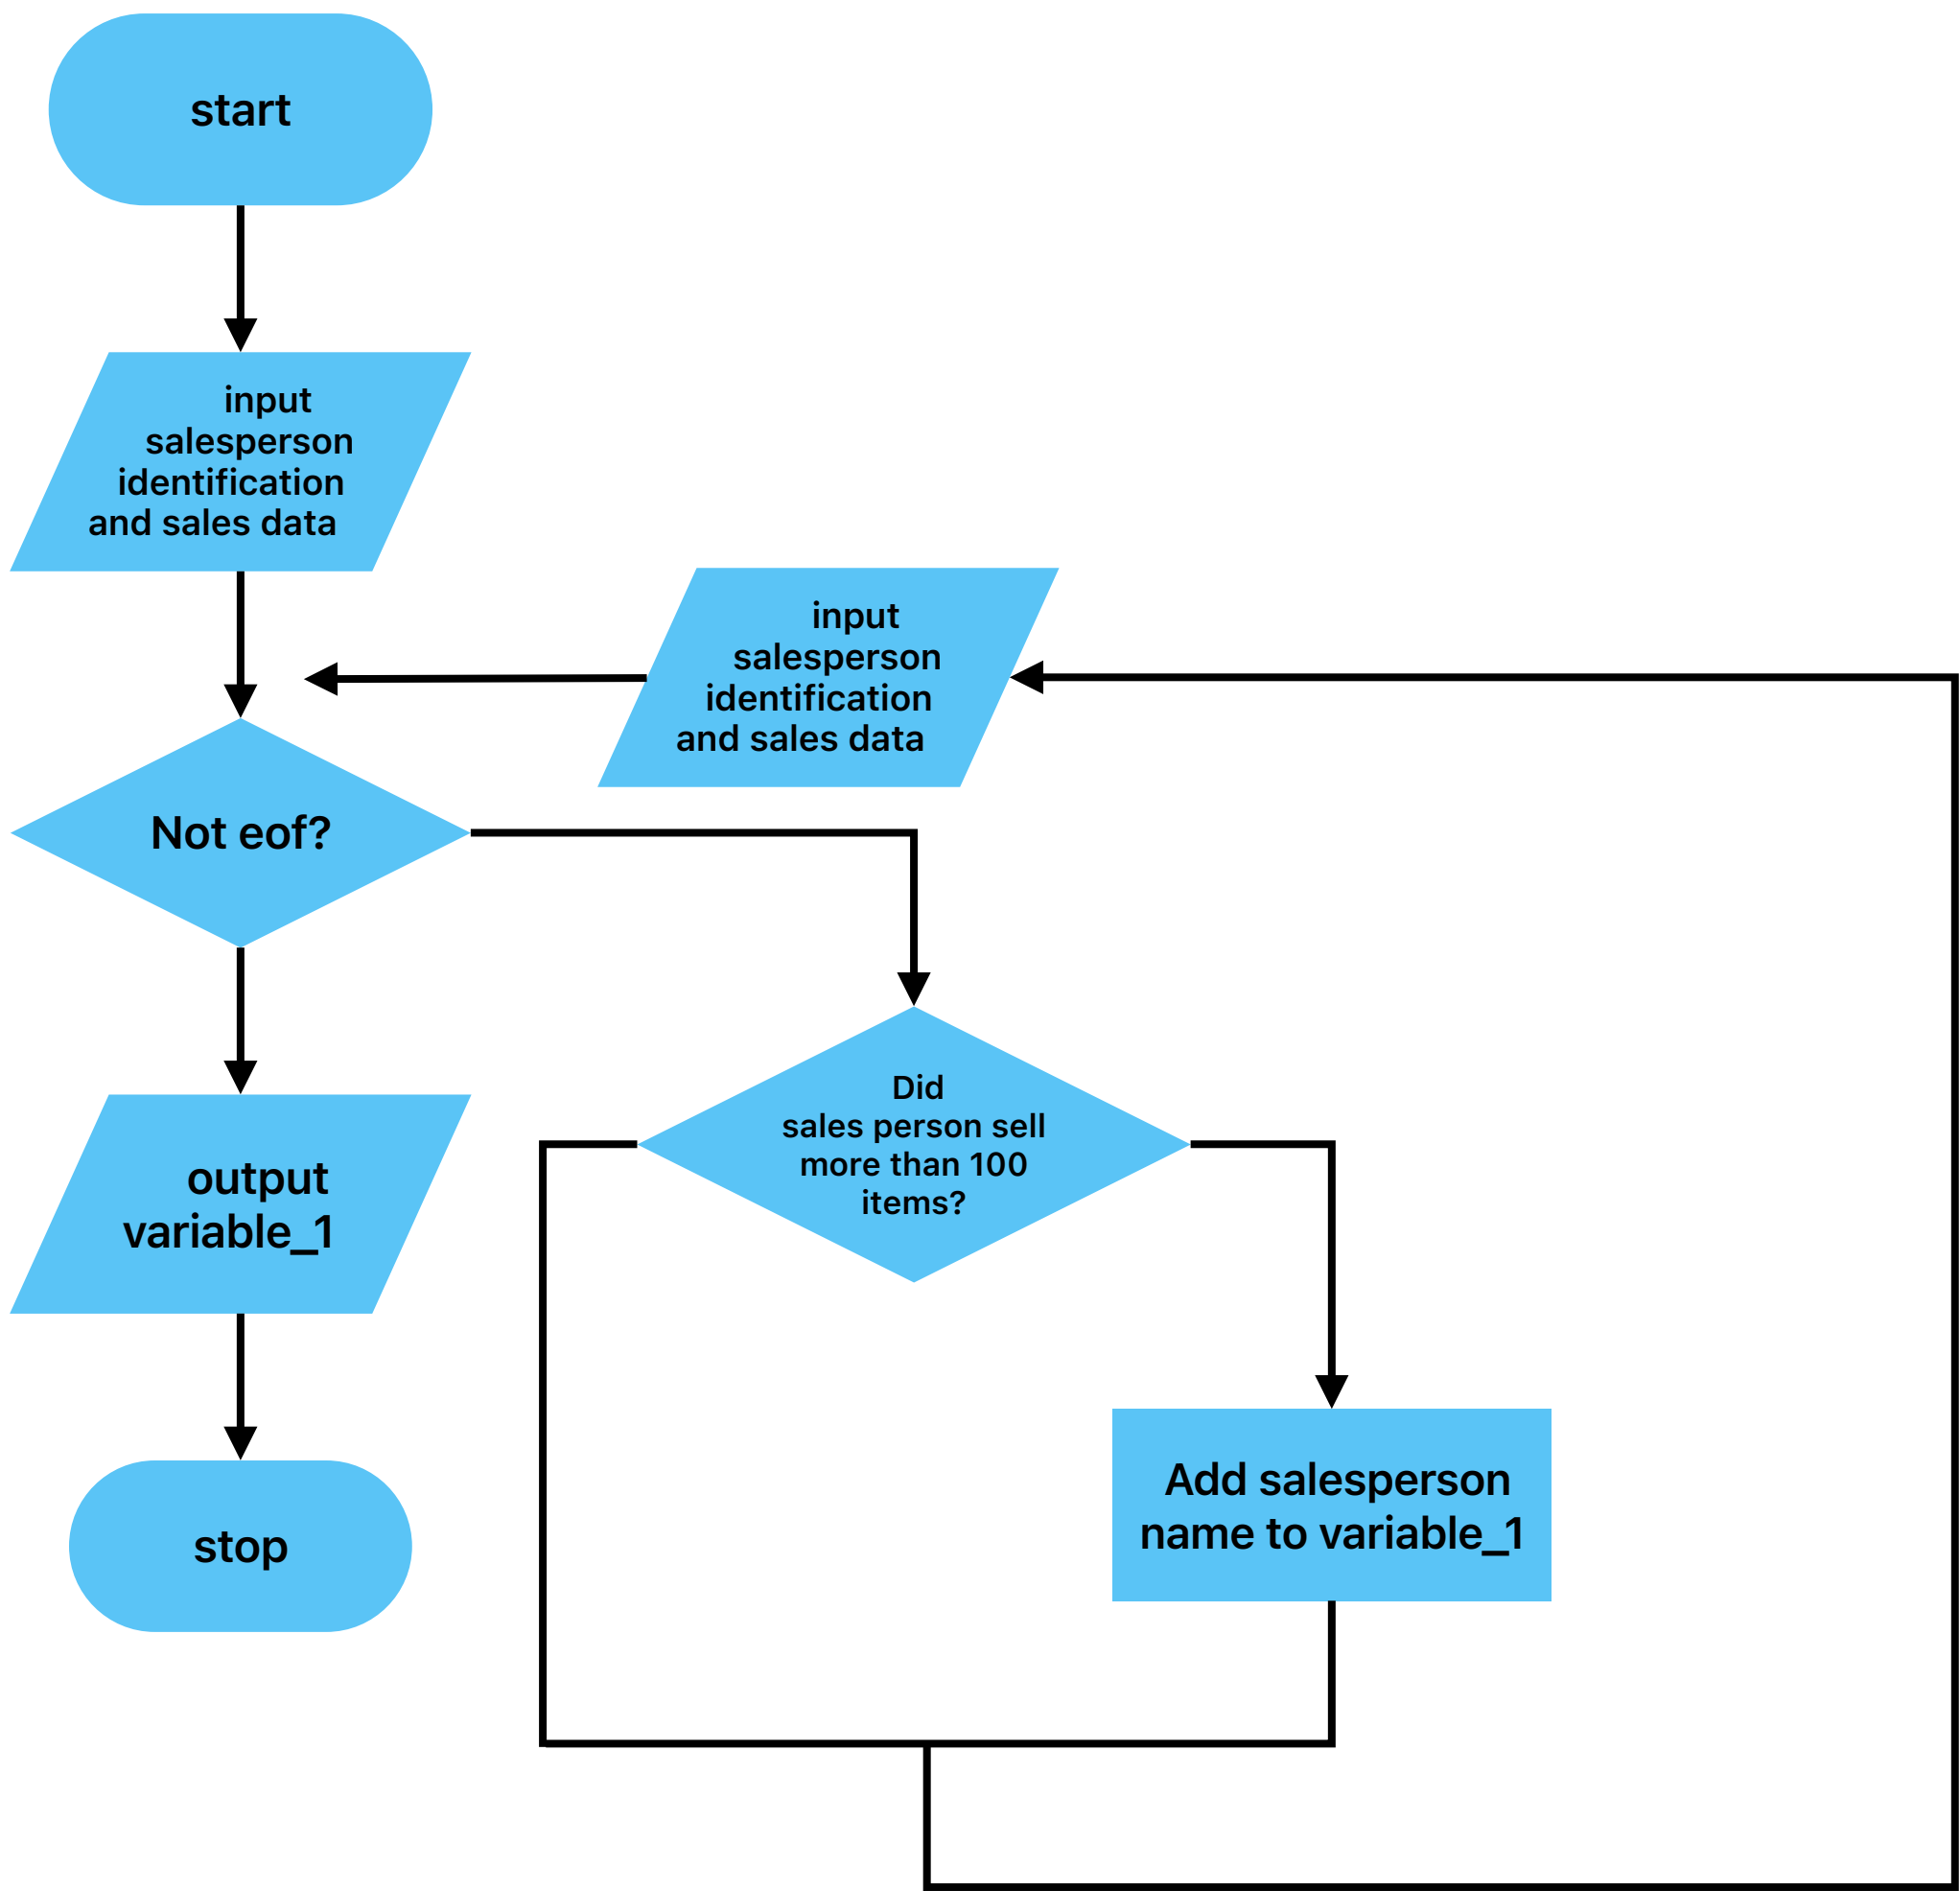 start
input
salesperson
identification
and sales data
input
salesperson
identification
and sales data
Not eof?
Did
sales person sell
more than 100
items?
output
variable_1
Add salesperson
name to variable_1
stop